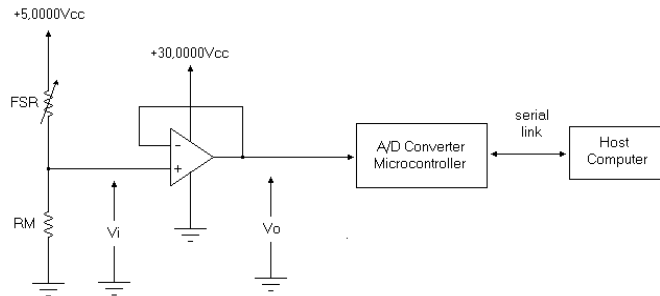 +5,0000Vcc
+30,0000Vcc
FSR
-
+
RM
Vi
Vo
A/D Converter
Microcontroller
serial
link
Host
Computer